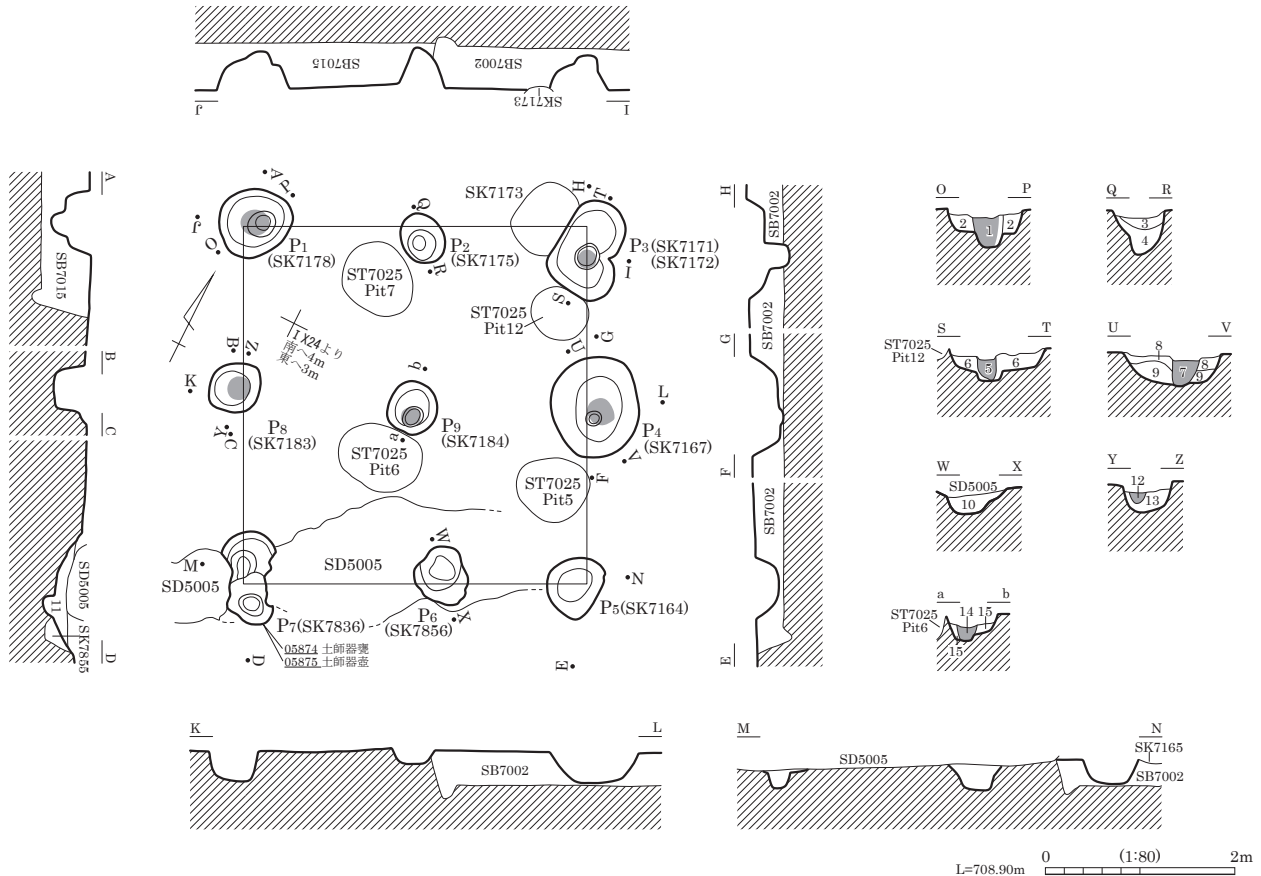 SB7015
SB7002
SK7173
J
I
A
SB7015
B
C
SD5005
11
SK7855
D
A
P
J
O
P1
(SK7178)
Q
P2
(SK7175)
R
ST7025
Pit7
SK7173
H
T
P3(SK7171)
(SK7172)
I
S
ST7025
Pit12
G
U
I X24より
南へ4m
東へ3m
B
Z
K
Y
C
P8
(SK7183)
b
P9
(SK7184)
a
ST7025
Pit6
L
P4
(SK7167)
V
F
ST7025
Pit5
M
SD5005
SD5005
W
N
P5(SK7164)
P6
(SK7856)
X
P7(SK7836)
05874 土師器甕
05875 土師器壺
D
E
H
SB7002
SB7002
G
F
SB7002
E
O P
2 1 2
Q R
3
4
S T
ST7025
Pit12
6 5 6
U V
8
9 7 8
9
W X
SD5005
10
Y Z
12
13
a b
ST7025
Pit6
14 15
15
K L
SB7002
M N
SD5005
SK7165
SB7002
L=708.90m
0 (1:80) 2m